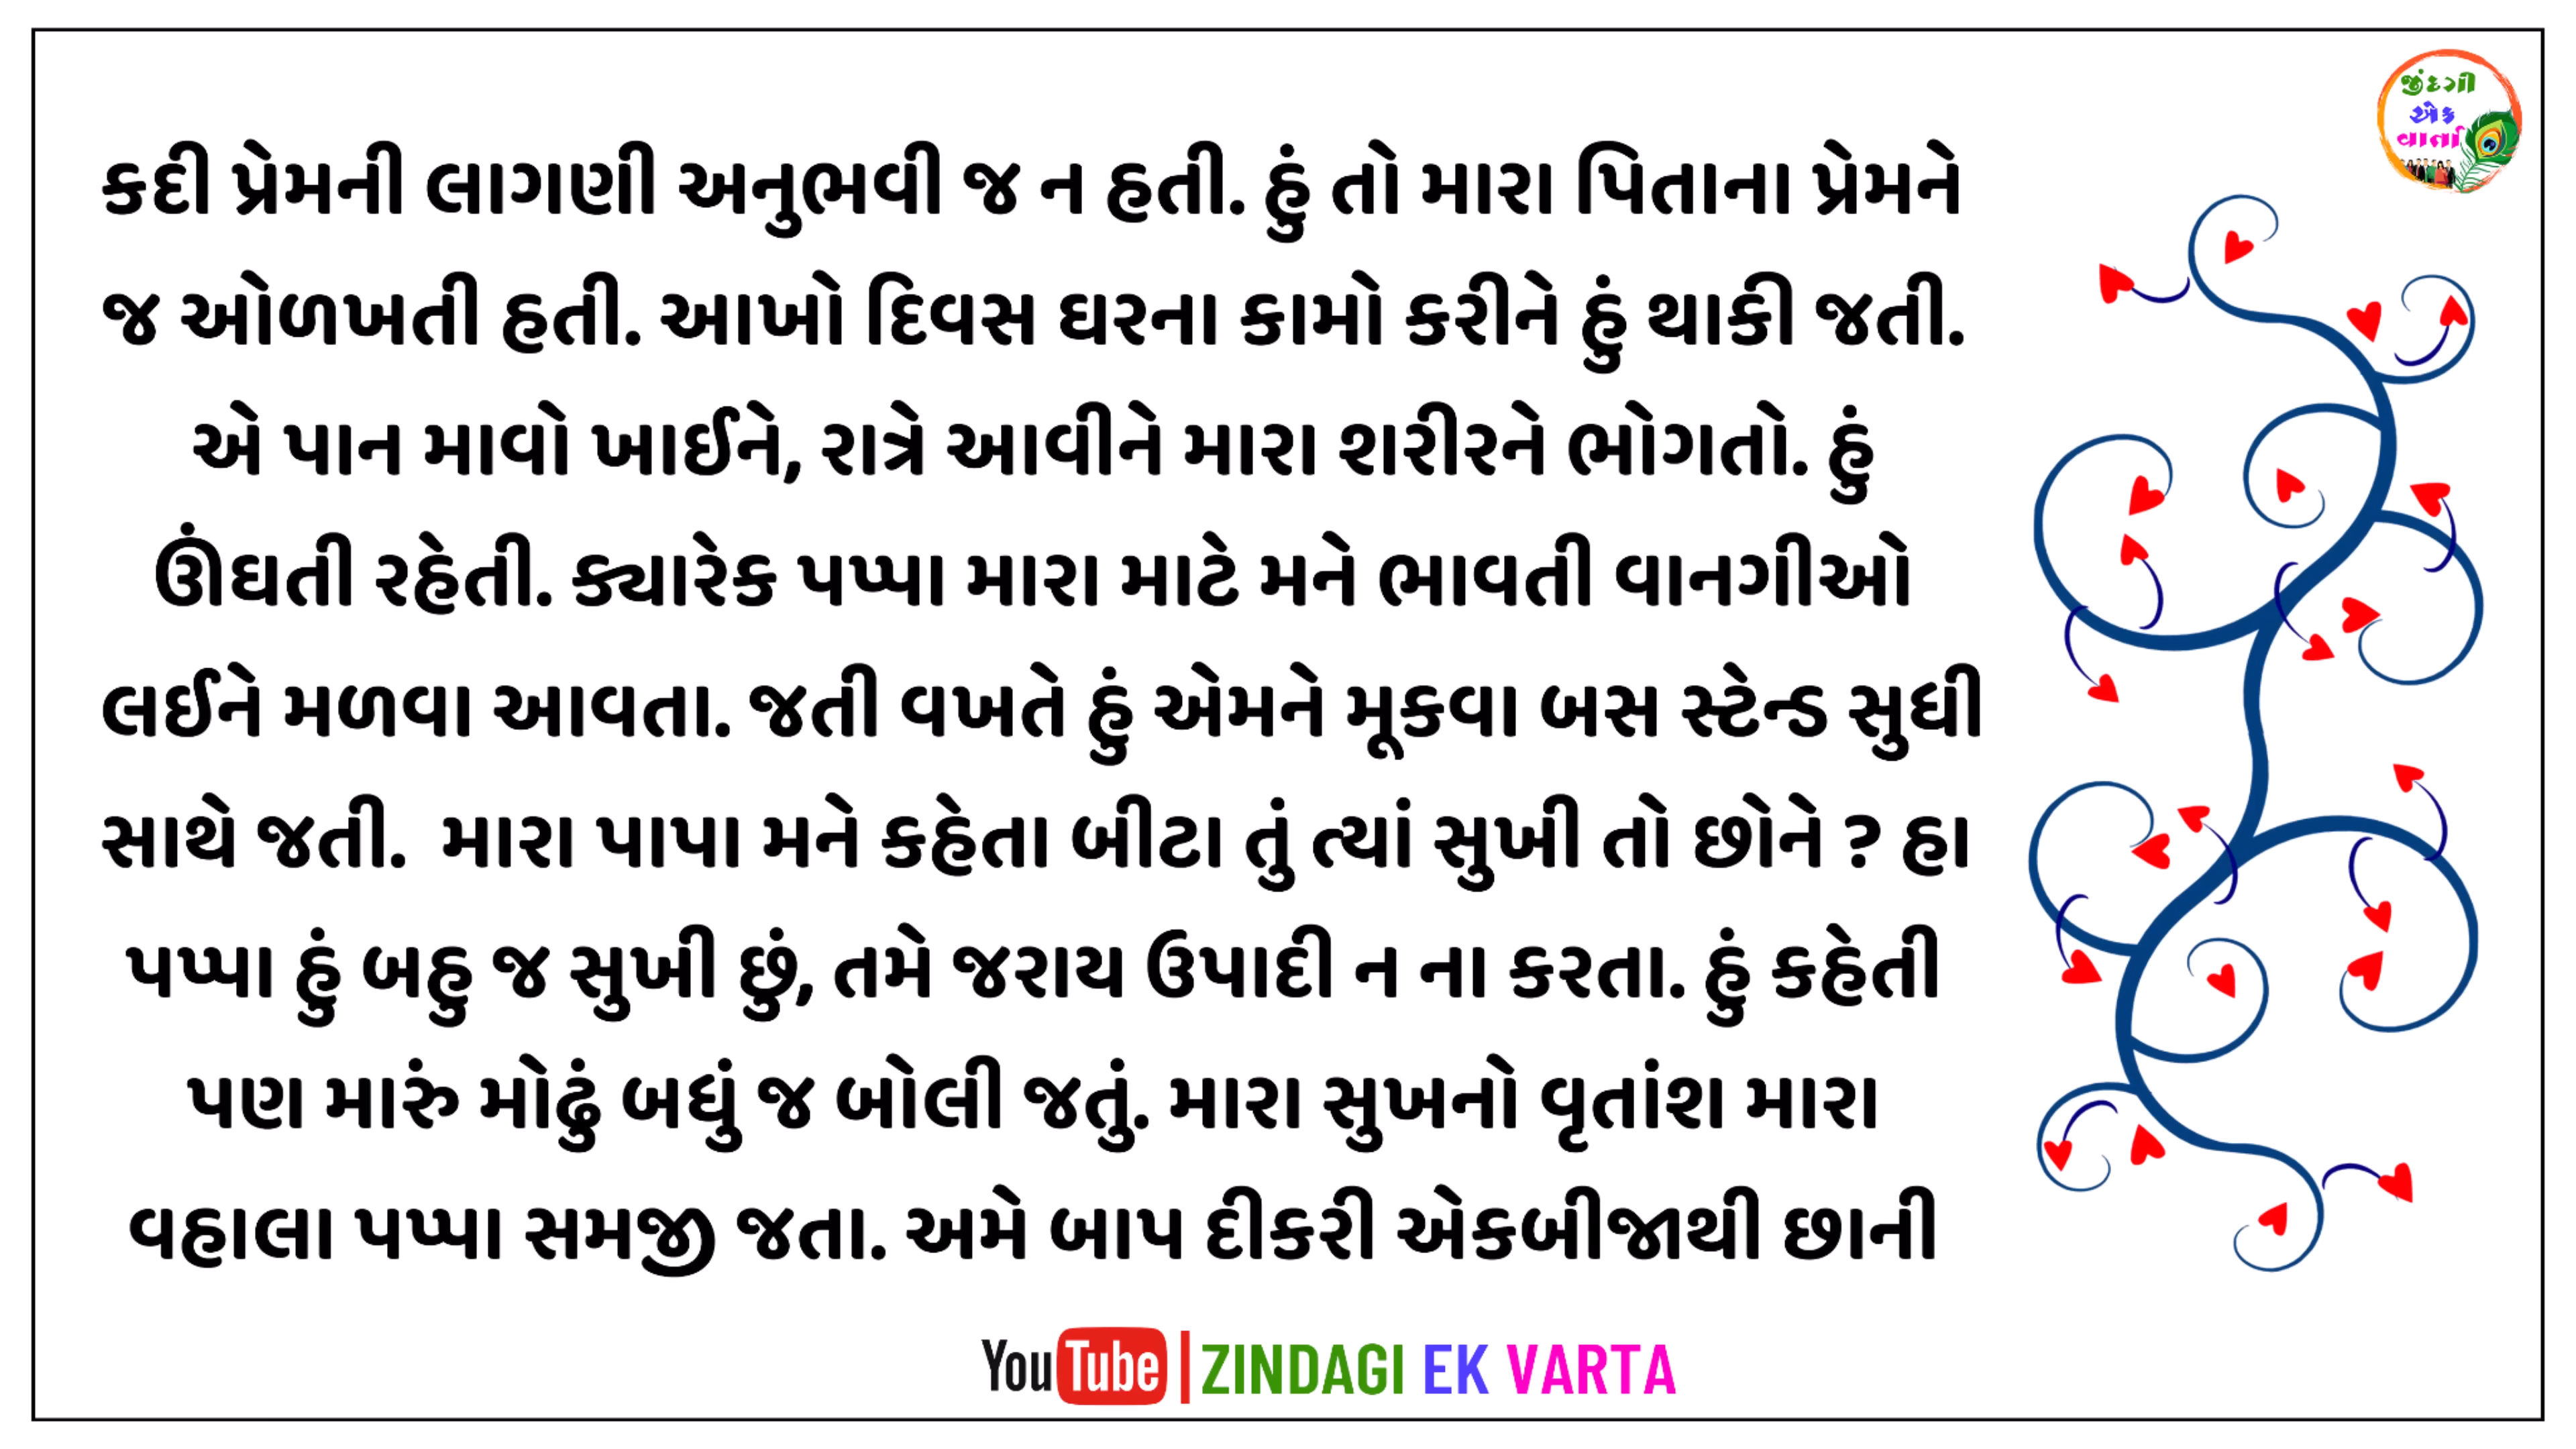 જીંદગી
એક
વાર્તા
કદી પ્રેમની લાગણી અનુભવી જ ન હતી. હું તો મારા પિતાના પ્રેમને
જ ઓળખતી હતી. આખો દિવસ ઘરના કામો કરીને હું થાકી જતી.
એ પાન માવો ખાઈને, રાત્રે આવીને મારા શરીરને ભોગતો. હું
ઊંઘતી રહેતી. ક્યારેક પપ્પા મારા માટે મને ભાવતી વાનગીઓ
લઈને મળવા આવતા. જતી વખતે હું એમને મૂકવા બસ સ્ટેન્ડ સુધી
સાથે જતી.  મારા પાપા મને કહેતા બીટા તું ત્યાં સુખી તો છોને ? હા
પપ્પા હું બહુ જ સુખી છું, તમે જરાય ઉપાદી ન ના કરતા. હું કહેતી
પણ મારું મોઢું બધું જ બોલી જતું. મારા સુખનો વૃતાંશ મારા
વહાલા પપ્પા સમજી જતા. અમે બાપ દીકરી એકબીજાથી છાની
YouTube | ZINDAGI EK VARTA